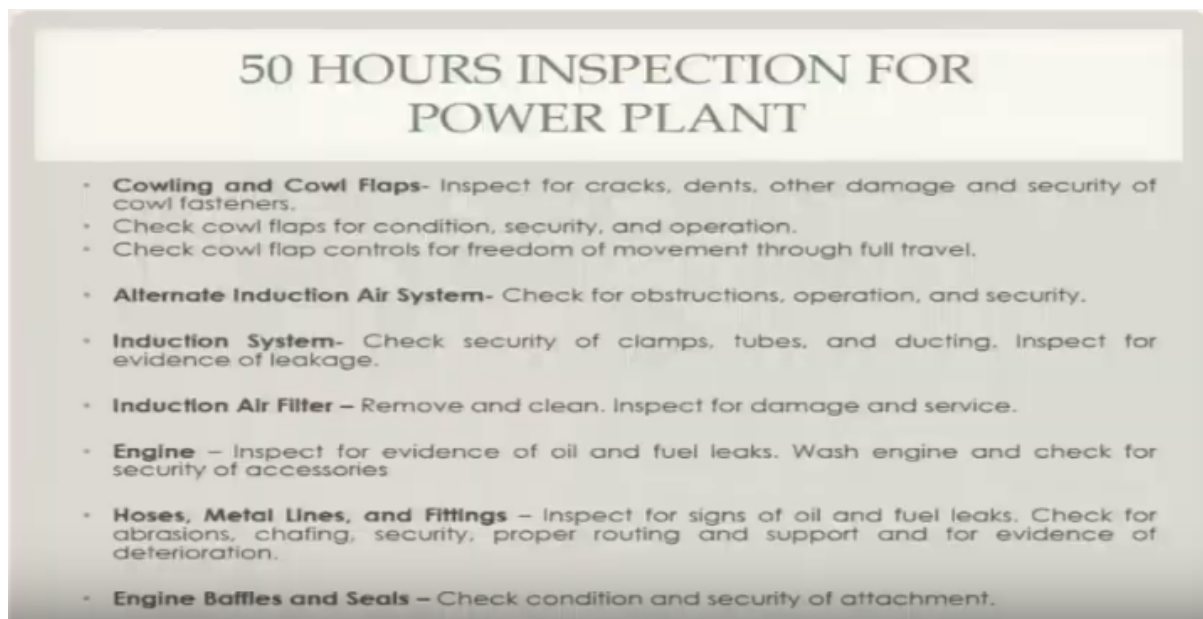 50 HOURS INSPECTION FOR
POWER PLANT
• Cowling and Cowl Flaps- Inspect for cracks, dents, other damage and security of
cowl fasteners.
• Check cowl flaps for condition, security, and operation.
• Check cowl flap controls for freedom of movement through full travel.
• Alternate Induction Air System- Check for obstructions, operation, and security.
• Induction System- Check security of clamps, tubes, and ducting. Inspect for
evidence of leakage.
• Induction Air Filter – Remove and clean. Inspect for damage and service.
• Engine – Inspect for evidence of oil and fuel leaks. Wash engine and check for
security of accessories
• Hoses, Metal Lines, and Fittings – Inspect for signs of oil and fuel leaks. Check for
abrasions, chafing, security, proper routing and support and for evidence of
deterioration.
• Engine Baffles and Seals – Check condition and security of attachment.